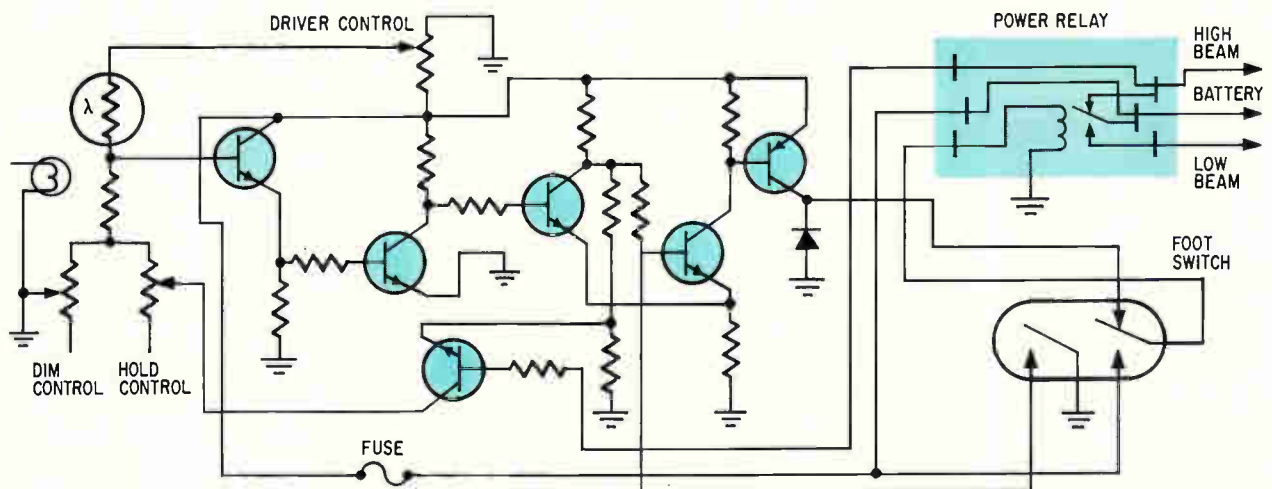 DRIVER CONTROL
POWER RELAY
HIGH
BEAM
BATTERY
LOW
BEAM
λ
FOOT
SWITCH
DIM
CONTROL
HOLD
CONTROL
FUSE